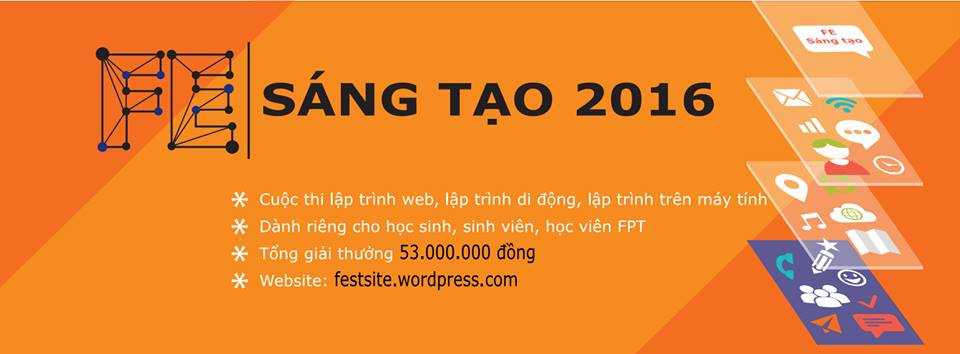 FE
SÁNG TẠO 2016
Cuộc thi lập trình web, lập trình di động, lập trình trên máy tính
Dành riêng cho học sinh, sinh viên, học viên FPT
Tổng giải thưởng 53.000.000 đồng
Website: festsite.wordpress.com
FE
Sáng tạo